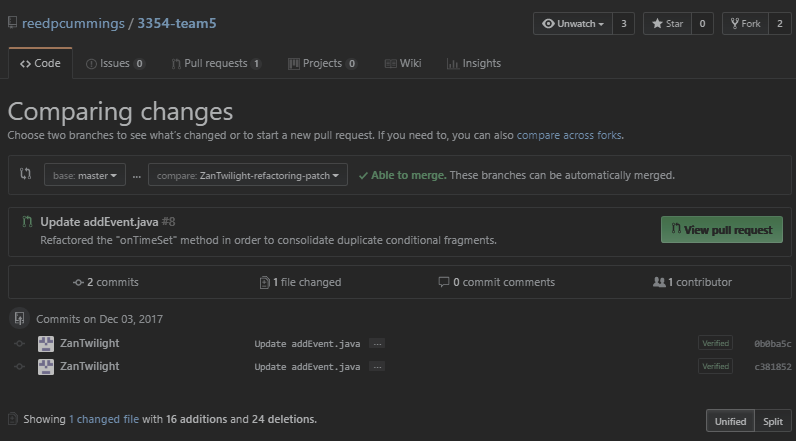 reedpcummings / 3354-team5 Unwatch 3 Star 0 Fork 2
Code Issues 0 Pull requests 1 Projects 0 Wiki Insights
Comparing changes
Choose two branches to see what's changed or to start a new pull request. If you need to, you can also compare across forks.
base: master ... compare: ZanTwilight-refactoring-patch ✓ Able to merge. These branches can be automatically merged.
Update addEvent.java #8
Refactored the "onTimeSet" method in order to consolidate duplicate conditional fragments.
View pull request
2 commits 1 file changed 0 commit comments 1 contributor
Commits on Dec 03, 2017
ZanTwilight Update addEvent.java ... Verified 0b0ba5c
ZanTwilight Update addEvent.java ... Verified c381852
Showing 1 changed file with 16 additions and 24 deletions. Unified Split